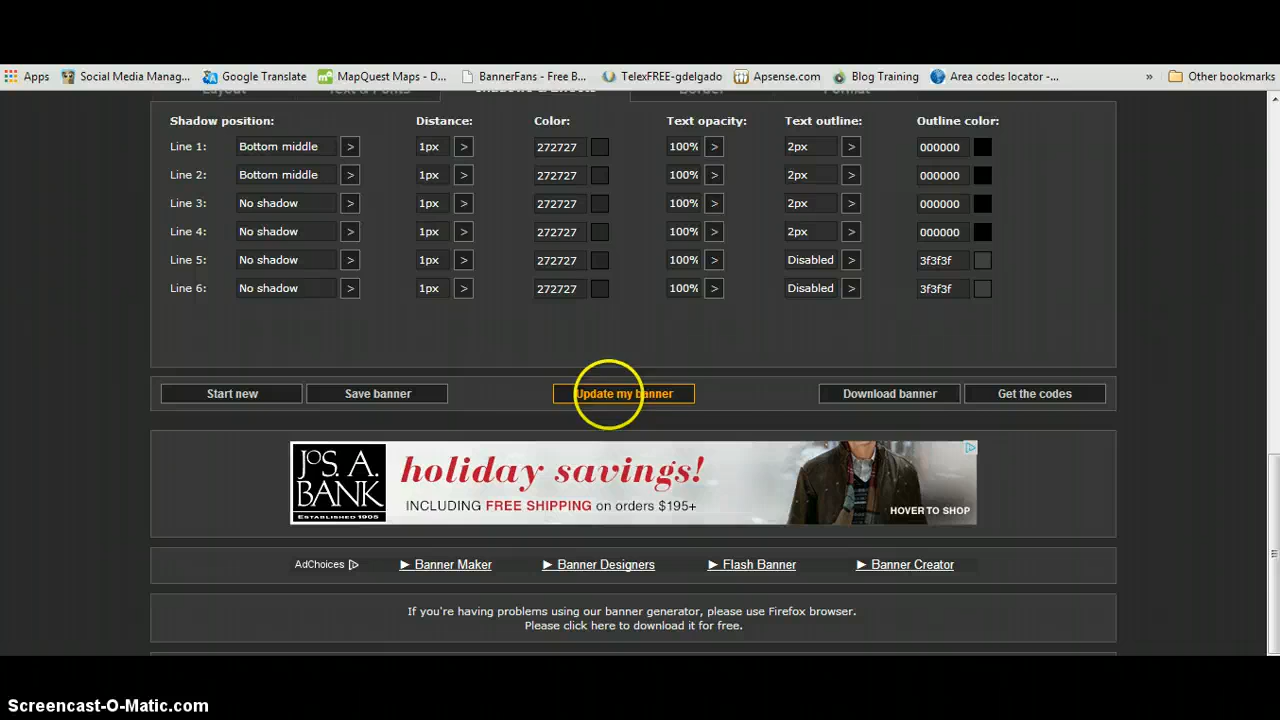 Apps Social Media Manag... Google Translate MapQuest Maps - D... BannerFans - Free B... TelexFREE-gdelgado Apsense.com Blog Training Area codes locator -... » Other bookmarks
Layout Text & Fonts Shadows & Effects Border Format
Shadow position: Distance: Color: Text opacity: Text outline: Outline color:
Line 1: Bottom middle > 1px > 272727 100% > 2px > 000000
Line 2: Bottom middle > 1px > 272727 100% > 2px > 000000
Line 3: No shadow > 1px > 272727 100% > 2px > 000000
Line 4: No shadow > 1px > 272727 100% > 2px > 000000
Line 5: No shadow > 1px > 272727 100% > Disabled > 3f3f3f
Line 6: No shadow > 1px > 272727 100% > Disabled > 3f3f3f
Start new Save banner Update my banner Download banner Get the codes
JOS. A. BANK
ESTABLISHED 1905
holiday savings!
INCLUDING FREE SHIPPING on orders $195+
HOVER TO SHOP
AdChoices ► Banner Maker ► Banner Designers ► Flash Banner ► Banner Creator
If you're having problems using our banner generator, please use Firefox browser.
Please click here to download it for free.
Screencast-O-Matic.com